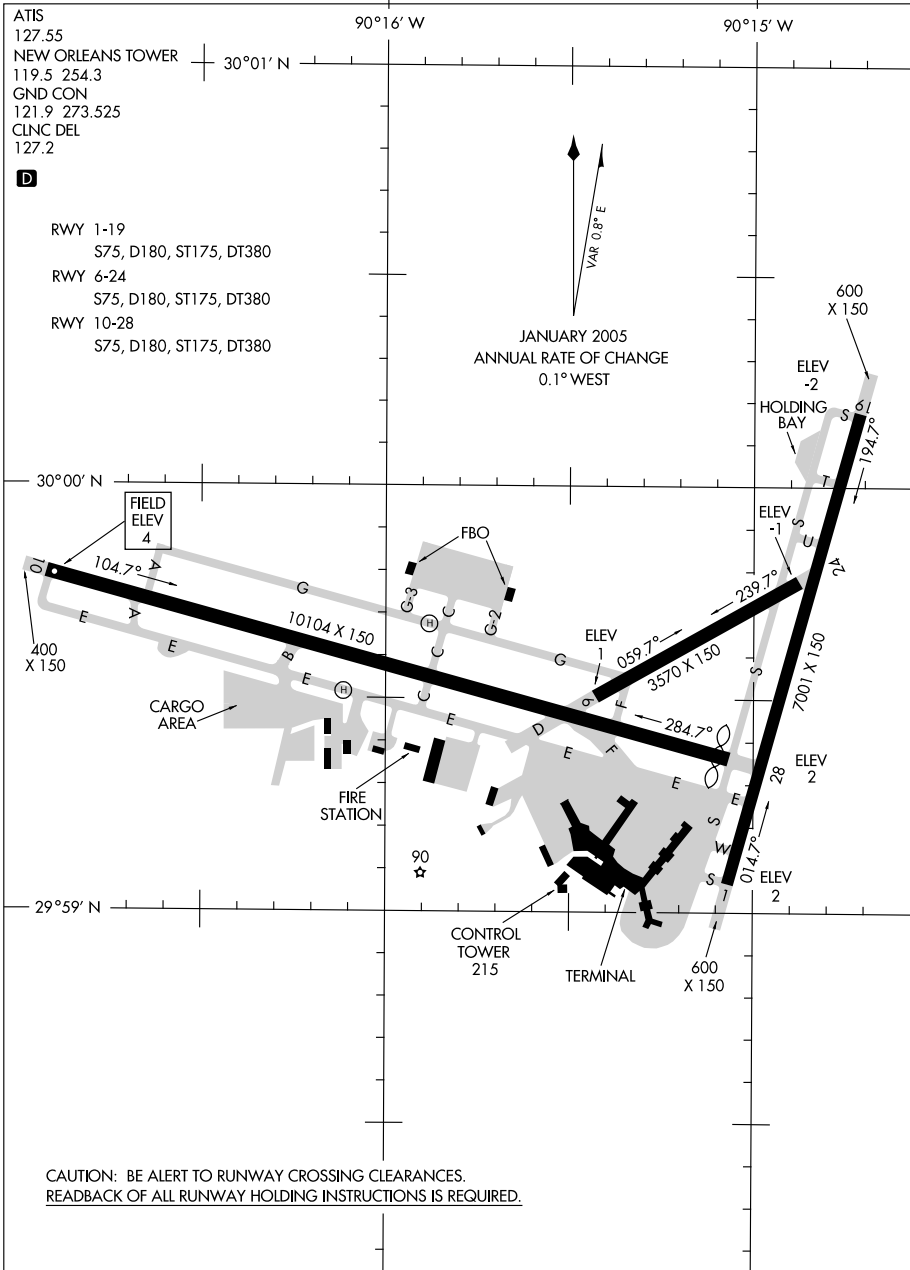 ATIS
127.55
NEW ORLEANS TOWER
119.5 254.3
GND CON
121.9 273.525
CLNC DEL
127.2
D
90°16' W
90°15' W
30°01' N
RWY 1-19
S75, D180, ST175, DT380
RWY 6-24
S75, D180, ST175, DT380
RWY 10-28
S75, D180, ST175, DT380
VAR 0.8° E
JANUARY 2005
ANNUAL RATE OF CHANGE
0.1° WEST
600
X 150
ELEV
-2
HOLDING
BAY
S
19
194.7°
T
30°00' N
FIELD
ELEV
4
FBO
ELEV
-1
S
U
24
10
104.7°
A
G
G-3
C
H
G-2
239.7°
E
A
10104 X 150
400
X 150
E
B
E
H
C
C
E
G
ELEV
1
059.7°
3570 X 150
6
F
S
7001 X 150
CARGO
AREA
D
E
F
284.7°
E
28
ELEV
2
E
FIRE
STATION
S
W
014.7°
S
1
ELEV
2
90
29°59' N
CONTROL
TOWER
215
TERMINAL
600
X 150
CAUTION: BE ALERT TO RUNWAY CROSSING CLEARANCES.
READBACK OF ALL RUNWAY HOLDING INSTRUCTIONS IS REQUIRED.